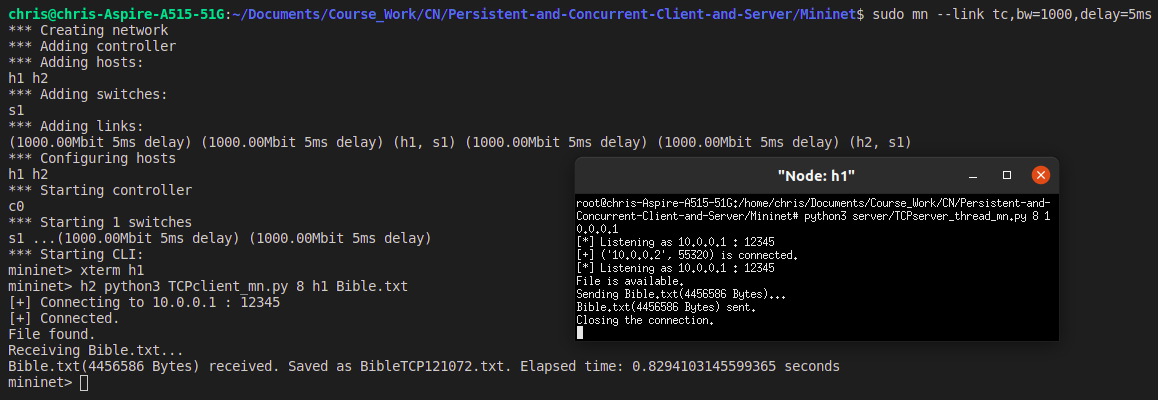 chris@chris-Aspire-A515-51G:~/Documents/Course_Work/CN/Persistent-and-Concurrent-Client-and-Server/Mininet$ sudo mn --link tc,bw=1000,delay=5ms
*** Creating network
*** Adding controller
*** Adding hosts:
h1 h2
*** Adding switches:
s1
*** Adding links:
(1000.00Mbit 5ms delay) (1000.00Mbit 5ms delay) (h1, s1) (1000.00Mbit 5ms delay) (1000.00Mbit 5ms delay) (h2, s1)
*** Configuring hosts
h1 h2
*** Starting controller
c0
*** Starting 1 switches
s1 ...(1000.00Mbit 5ms delay) (1000.00Mbit 5ms delay)
*** Starting CLI:
mininet> xterm h1
mininet> h2 python3 TCPclient_mn.py 8 h1 Bible.txt
[+] Connecting to 10.0.0.1 : 12345
[+] Connected.
File found.
Receiving Bible.txt...
Bible.txt(4456586 Bytes) received. Saved as BibleTCP121072.txt. Elapsed time: 0.8294103145599365 seconds
mininet>
"Node: h1"
root@chris-Aspire-A515-51G:/home/chris/Documents/Course_Work/CN/Persistent-and-
Concurrent-Client-and-Server/Mininet# python3 server/TCPserver_thread_mn.py 8 1
0.0.0.1
[*] Listening as 10.0.0.1 : 12345
[+] ('10.0.0.2', 55320) is connected.
[*] Listening as 10.0.0.1 : 12345
File is available.
Sending Bible.txt(4456586 Bytes)...
Bible.txt(4456586 Bytes) sent.
Closing the connection.